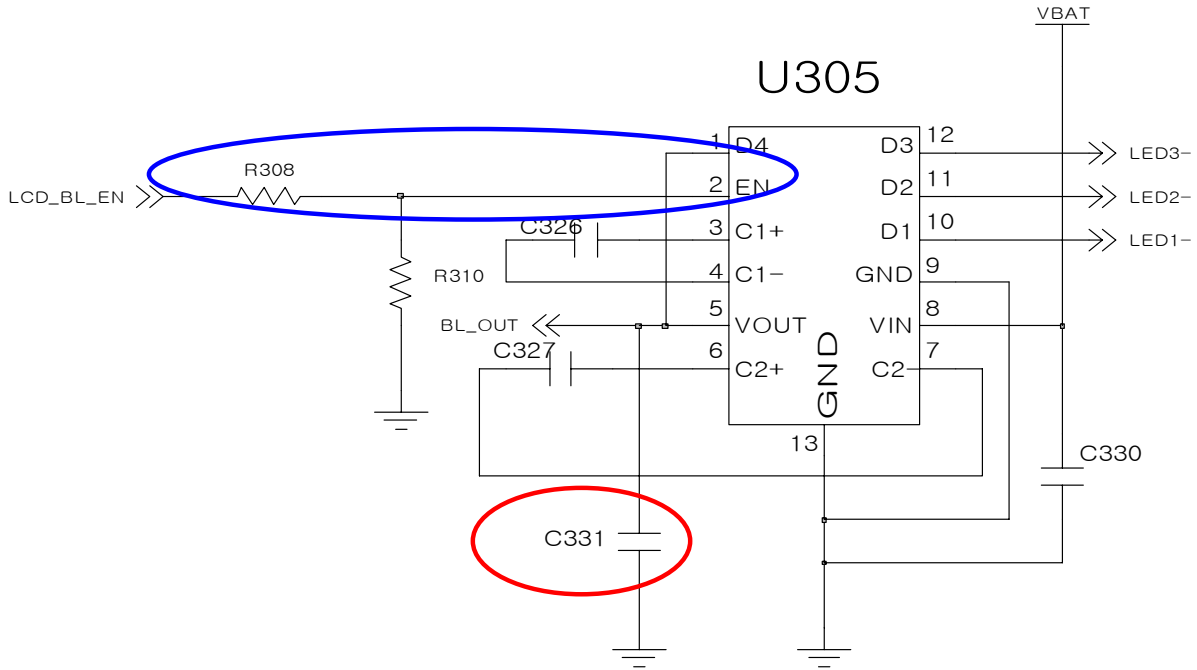 VBAT
U305
1 D4 D3 12
R308
LED3-
LCD_BL_EN
2 EN D2 11
LED2-
C326
3 C1+ D1 10
LED1-
R310
4 C1- GND 9
BL_OUT
5 VOUT VIN 8
C327
6 C2+ C2- 7
GND
13
C330
C331